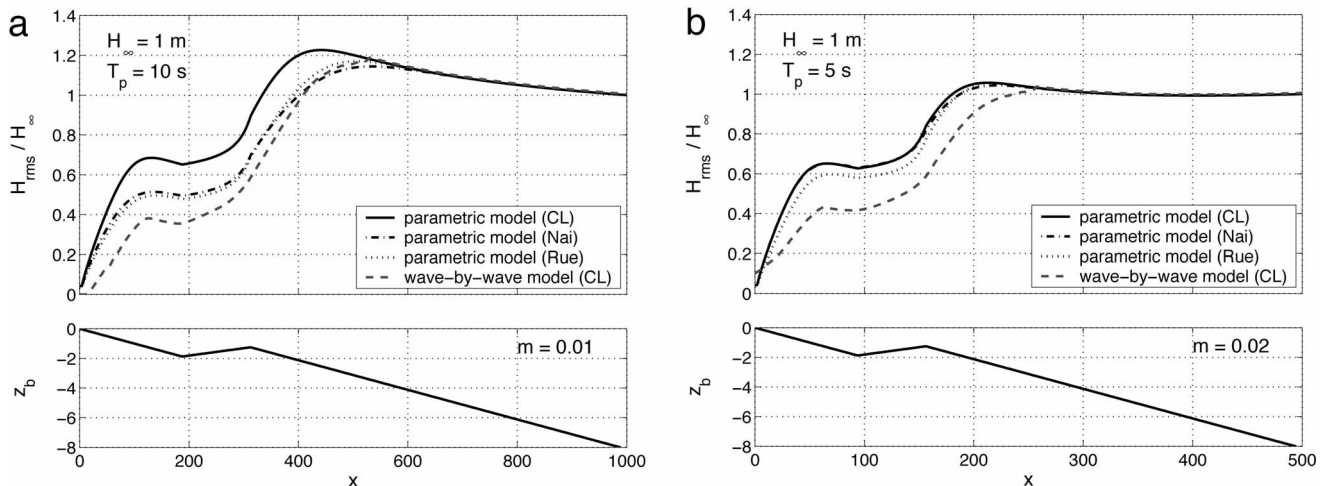 a
H∞ = 1 m
Tp = 10 s
1.4
1.2
1
0.8
0.6
0.4
0.2
0
Hrms / H∞
parametric model (CL)
parametric model (Nai)
parametric model (Rue)
wave−by−wave model (CL)
0
−2
−4
−6
−8
zb
m = 0.01
0 200 400 600 800 1000
x
b
H∞ = 1 m
Tp = 5 s
1.4
1.2
1
0.8
0.6
0.4
0.2
0
Hrms / H∞
parametric model (CL)
parametric model (Nai)
parametric model (Rue)
wave−by−wave model (CL)
0
−2
−4
−6
−8
zb
m = 0.02
0 100 200 300 400 500
x